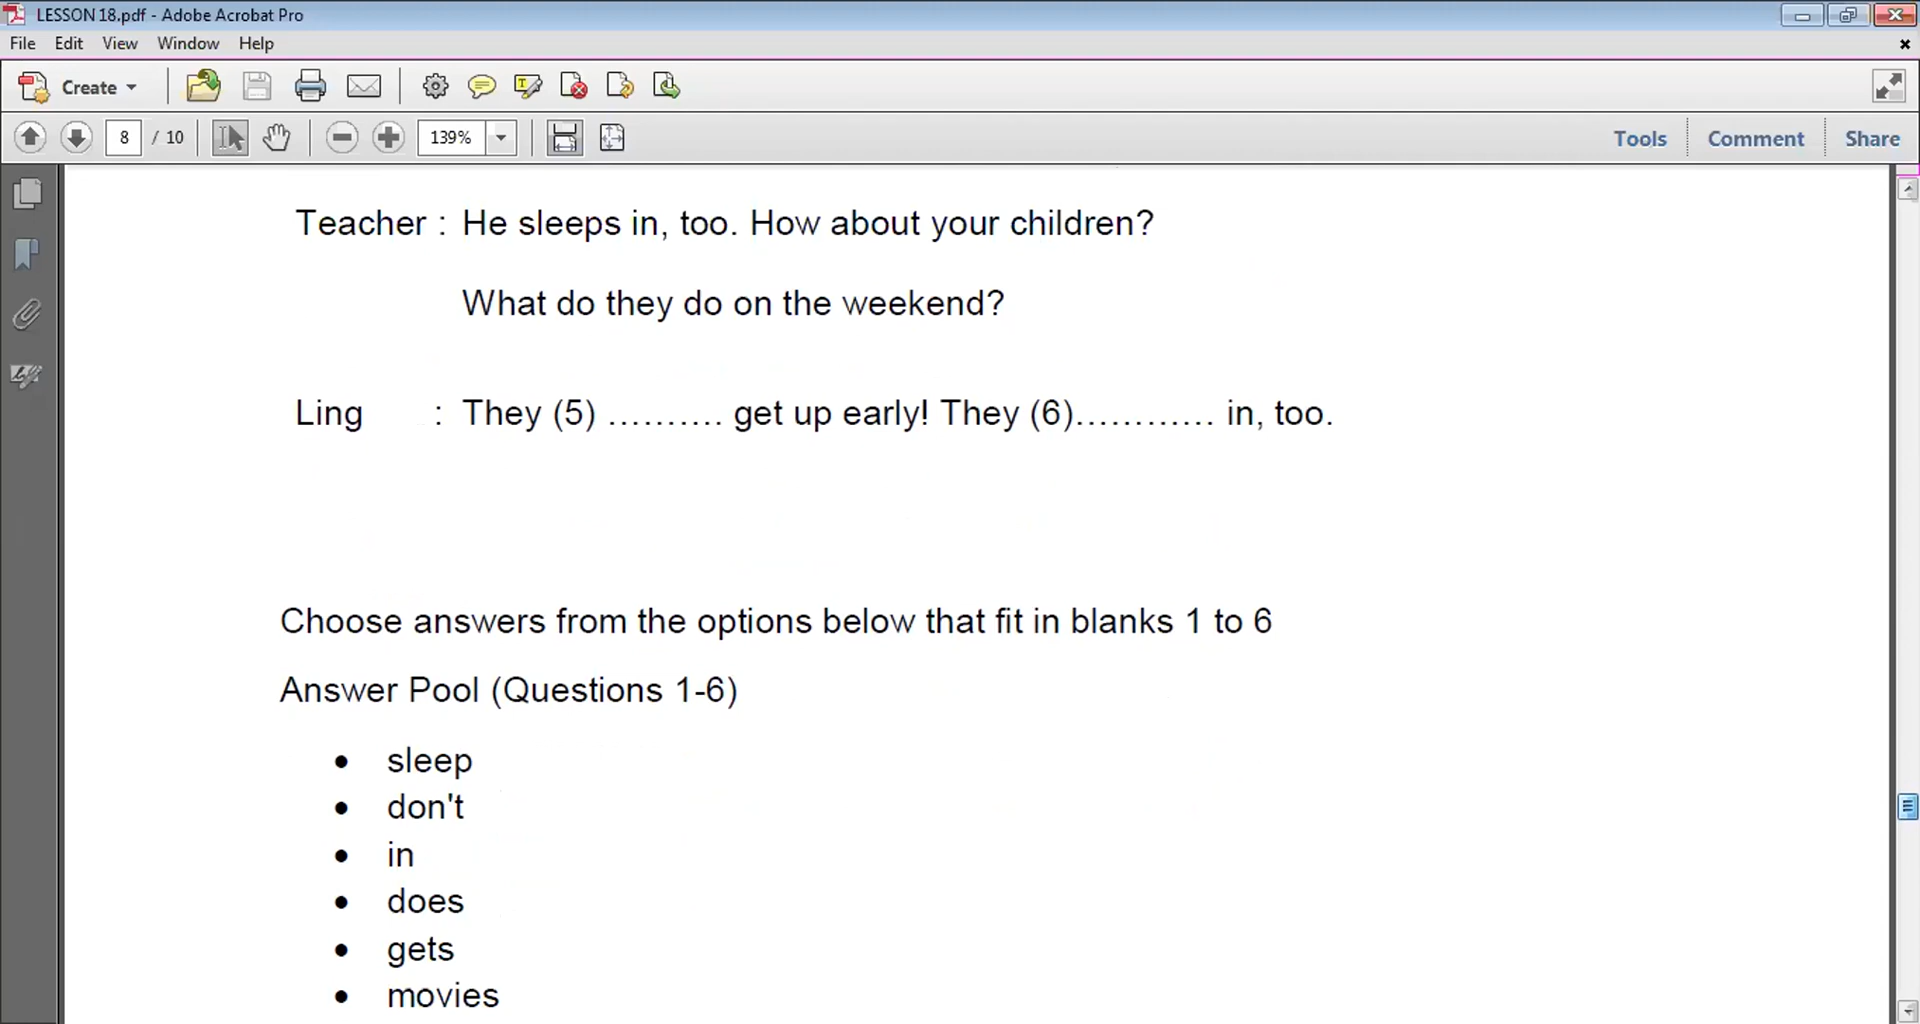 LESSON 18.pdf - Adobe Acrobat Pro
File Edit View Window Help
Create
8 / 10 139% Tools Comment Share
Teacher : He sleeps in, too. How about your children?
What do they do on the weekend?
Ling : They (5) .......... get up early! They (6)............ in, too.
Choose answers from the options below that fit in blanks 1 to 6
Answer Pool (Questions 1-6)
• sleep
• don't
• in
• does
• gets
• movies